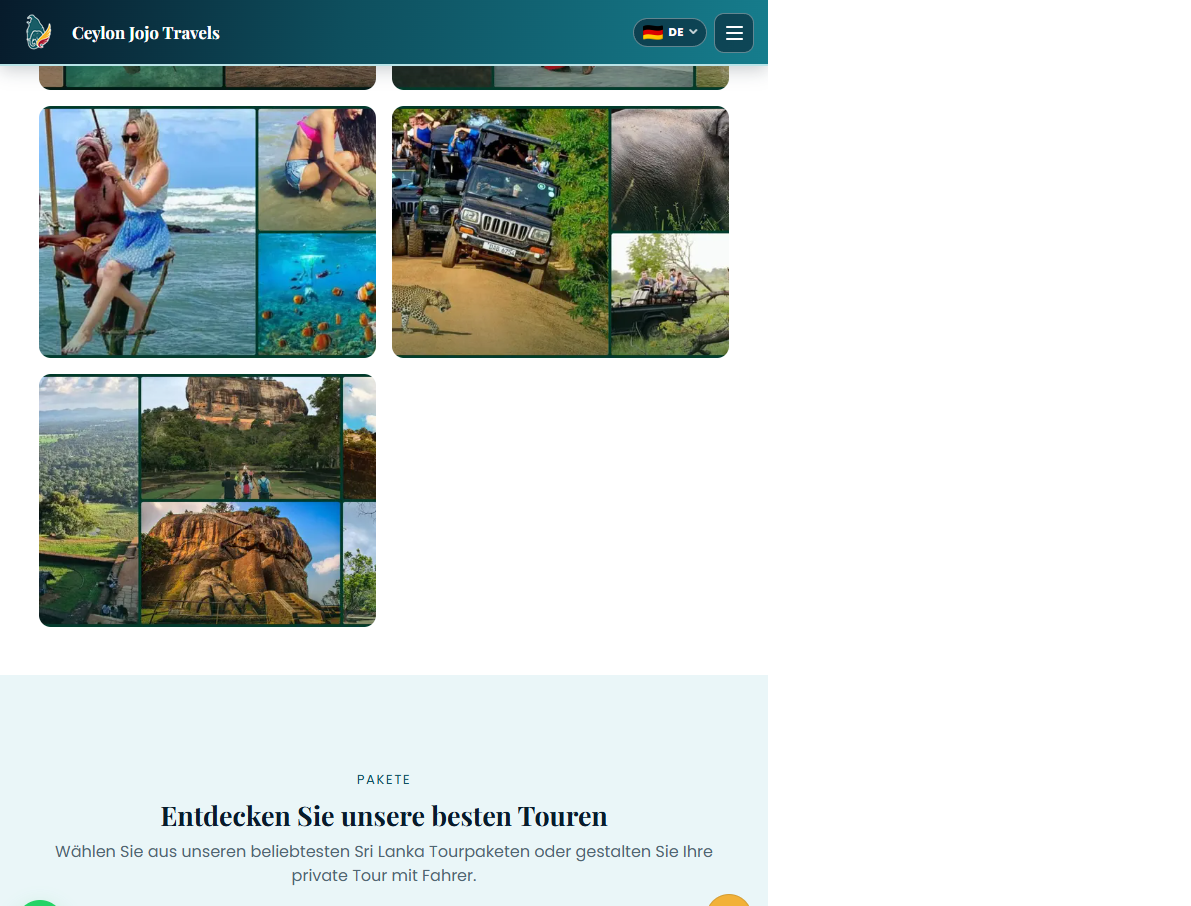 Ceylon Jojo Travels
DE
PAKETE
Entdecken Sie unsere besten Touren
Wählen Sie aus unseren beliebtesten Sri Lanka Tourpaketen oder gestalten Sie Ihre
private Tour mit Fahrer.